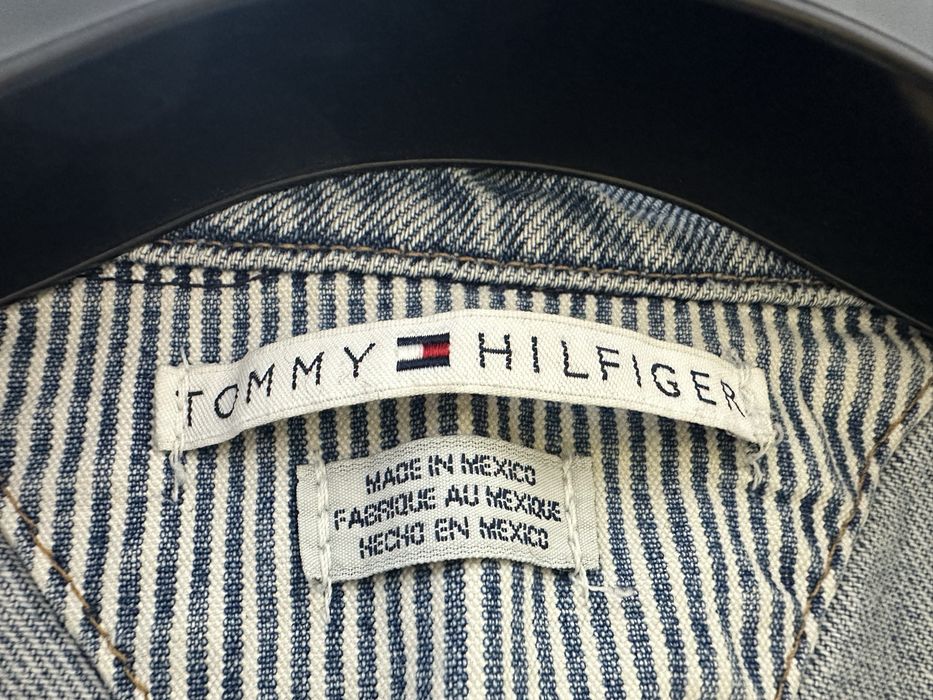 TOMMY HILFIGER
MADE IN MEXICO
FABRIQUE AU MEXIQUE
HECHO EN MEXICO